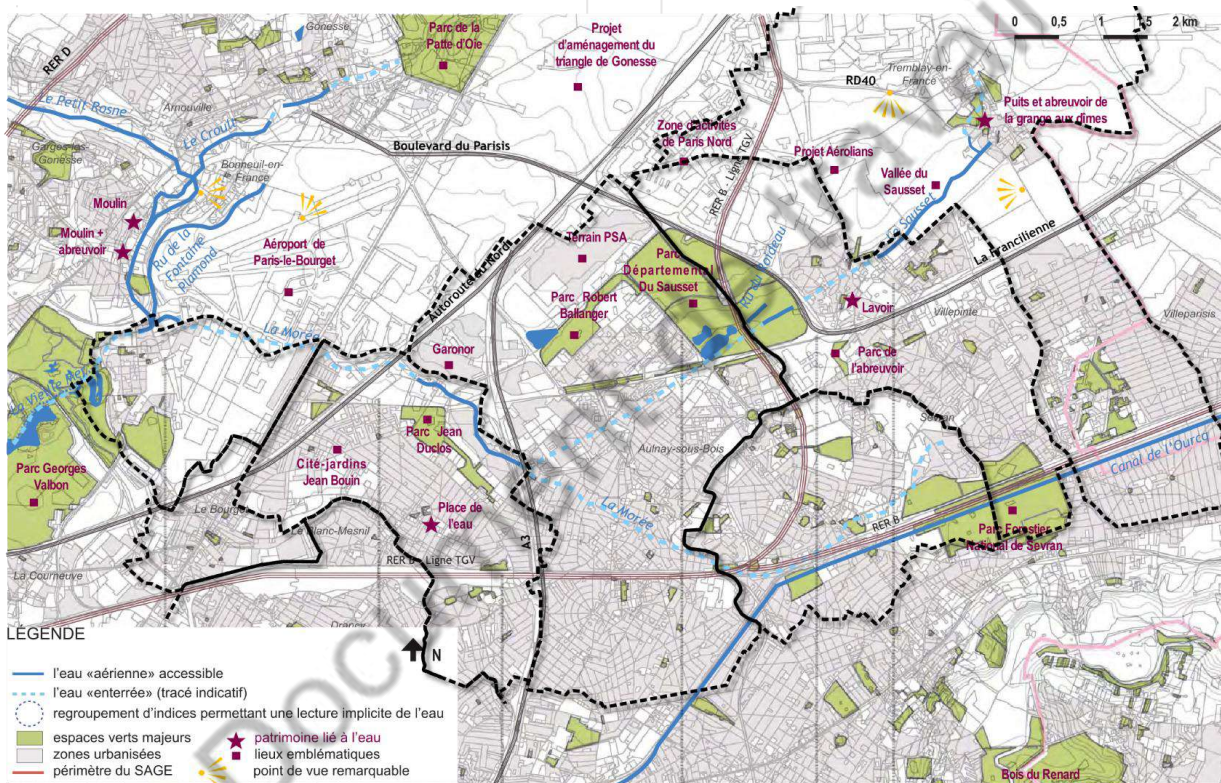 Gonesse
Parc de la
Patte d'Oie
Projet
d'aménagement du
triangle de Gonesse
0 0,5 1 1,5 2 km
RER D
Tremblay-en-
France
RD40
Le Petit Rosne
Arnouville
Le Croult
Puits et abreuvoir de
la grange aux dîmes
Zone d'activités
de Paris Nord
Boulevard du Parisis
Garges-lès-
Gonesse
Bonneuil-en-
France
RER B - Ligne TGV
Projet Aérolians
Vallée du
Sausset
Moulin
Moulin +
abreuvoir
Ru de la
Fontaine
Plamond
Aéroport de
Paris-le-Bourget
Autoroute du Nord
Terrain PSA
Parc
Départemental
Du Sausset
Le Sausset
La Francilienne
Parc Robert
Ballanger
Lavoir
Villepinte
Villeparisis
La Morée
Garonor
Parc de
l'abreuvoir
La Vieille Mer
Parc Jean
Duclos
Sevran
Aulnay-sous-Bois
Cité-jardins
Jean Bouin
Canal de l'Ourcq
Parc Georges
Valbon
Le Bourget
Place de
l'eau
Le Blanc-Mesnil
La Morée
RER B
Parc Forestier
National de Sevran
A3
RER B - Ligne TGV
La Courneuve
Drancy
LÉGENDE
N
l'eau «aérienne» accessible
l'eau «enterrée» (tracé indicatif)
regroupement d'indices permettant une lecture implicite de l'eau
espaces verts majeurs
patrimoine lié à l'eau
zones urbanisées
lieux emblématiques
périmètre du SAGE
point de vue remarquable
Bois du Renard